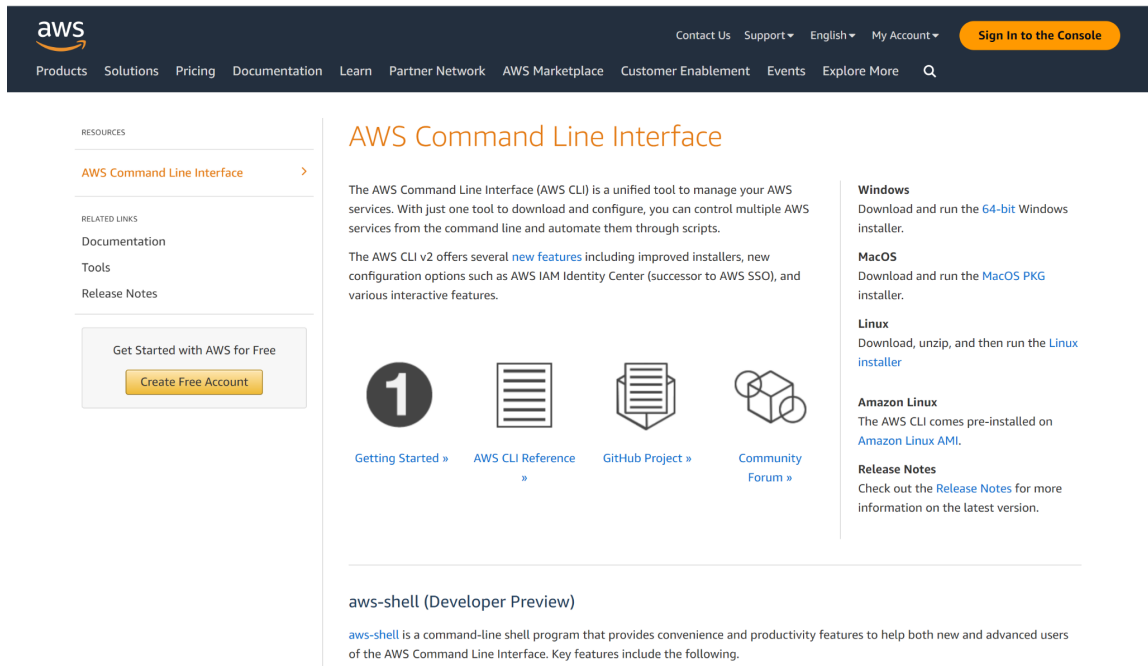 aws
Contact Us Support English My Account Sign In to the Console
Products Solutions Pricing Documentation Learn Partner Network AWS Marketplace Customer Enablement Events Explore More
RESOURCES
AWS Command Line Interface
RELATED LINKS
Documentation
Tools
Release Notes
Get Started with AWS for Free
Create Free Account
AWS Command Line Interface
The AWS Command Line Interface (AWS CLI) is a unified tool to manage your AWS
services. With just one tool to download and configure, you can control multiple AWS
services from the command line and automate them through scripts.
The AWS CLI v2 offers several new features including improved installers, new
configuration options such as AWS IAM Identity Center (successor to AWS SSO), and
various interactive features.
1
Getting Started »
AWS CLI Reference
»
GitHub Project »
Community
Forum »
Windows
Download and run the 64-bit Windows
installer.
MacOS
Download and run the MacOS PKG
installer.
Linux
Download, unzip, and then run the Linux
installer
Amazon Linux
The AWS CLI comes pre-installed on
Amazon Linux AMI.
Release Notes
Check out the Release Notes for more
information on the latest version.
aws-shell (Developer Preview)
aws-shell is a command-line shell program that provides convenience and productivity features to help both new and advanced users
of the AWS Command Line Interface. Key features include the following.